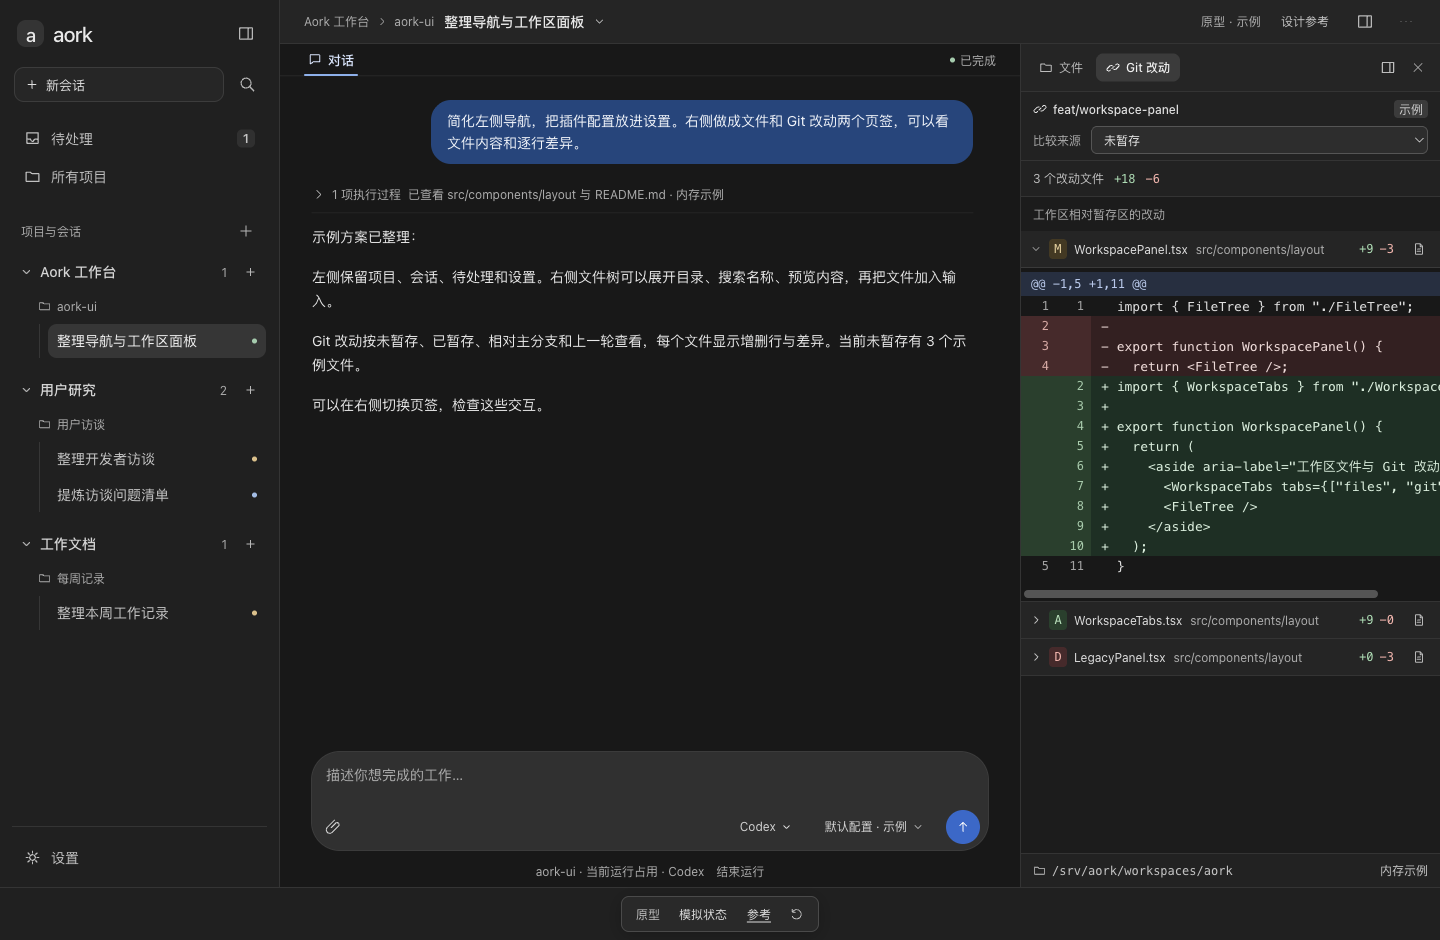 a aork
新会话
待处理 1
所有项目
项目与会话
Aork 工作台 1
aork-ui
整理导航与工作区面板
用户研究 2
用户访谈
整理开发者访谈
提炼访谈问题清单
工作文档 1
每周记录
整理本周工作记录
设置
Aork 工作台 aork-ui 整理导航与工作区面板
原型 · 示例 设计参考
对话 已完成
简化左侧导航，把插件配置放进设置。右侧做成文件和 Git 改动两个页签，可以看
文件内容和逐行差异。
1 项执行过程 已查看 src/components/layout 与 README.md · 内存示例
示例方案已整理：
左侧保留项目、会话、待处理和设置。右侧文件树可以展开目录、搜索名称、预览内容，再把文件加入输
入。
Git 改动按未暂存、已暂存、相对主分支和上一轮查看，每个文件显示增删行与差异。当前未暂存有 3 个示
例文件。
可以在右侧切换页签，检查这些交互。
描述你想完成的工作...
Codex 默认配置 · 示例
aork-ui · 当前运行占用 · Codex 结束运行
文件 Git 改动
feat/workspace-panel 示例
比较来源 未暂存
3 个改动文件 +18 −6
工作区相对暂存区的改动
M WorkspacePanel.tsx src/components/layout +9 −3
@@ −1,5 +1,11 @@
1 1 import { FileTree } from "./FileTree";
2 −
3 − export function WorkspacePanel() {
4 − return <FileTree />;
2 + import { WorkspaceTabs } from "./Workspace
3 +
4 + export function WorkspacePanel() {
5 + return (
6 + <aside aria-label="工作区文件与 Git 改动
7 + <WorkspaceTabs tabs={["files", "git"
8 + <FileTree />
9 + </aside>
10 + );
5 11 }
A WorkspaceTabs.tsx src/components/layout +9 −0
D LegacyPanel.tsx src/components/layout +0 −3
/srv/aork/workspaces/aork 内存示例
原型 模拟状态 参考